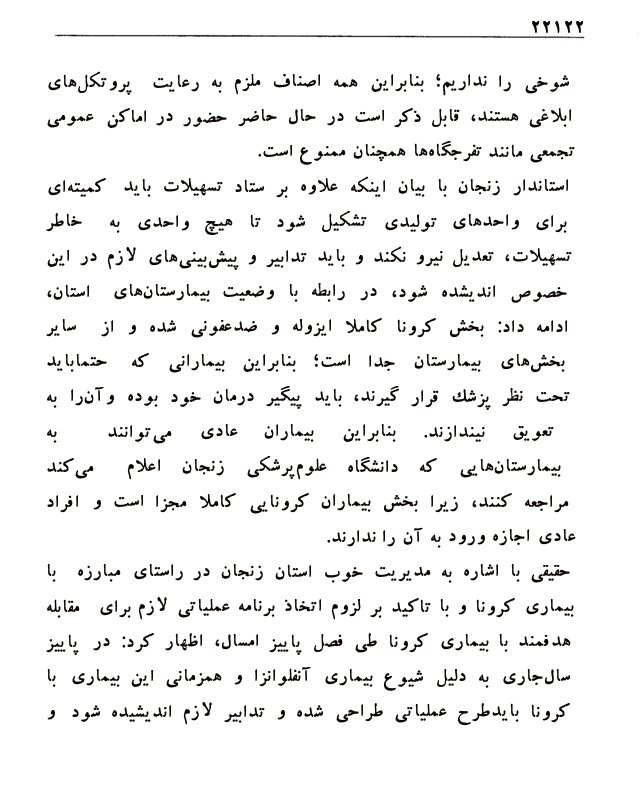 ۲۲۱۲۲
شوخی را نداریم؛ بنابراین همه اصناف ملزم به رعایت پروتکل‌های
ابلاغی هستند، قابل ذکر است در حال حاضر حضور در اماکن عمومی
تجمعی مانند تفرجگاه‌ها همچنان ممنوع است.
استاندار زنجان با بیان اینکه علاوه بر ستاد تسهیلات باید کمیته‌ای
برای واحدهای تولیدی تشکیل شود تا هیچ واحدی به خاطر
تسهیلات، تعدیل نیرو نکند و باید تدابیر و پیش‌بینی‌های لازم در این
خصوص اندیشده شود، در رابطه با وضعیت بیمارستان‌های استان،
ادامه داد: بخش کرونا کاملا ایزوله و ضدعفونی شده و از سایر
بخش‌های بیمارستان جدا است؛ بنابراین بیمارانی که حتماباید
تحت نظر پزشك قرار گیرند، باید پیگیر درمان خود بوده وآن‌را به
تعویق نیندازند. بنابراین بیماران عادی می‌توانند به
بیمارستان‌هایی که دانشگاه علوم‌پزشکی زنجان اعلام می‌کند
مراجعه کنند، زیرا بخش بیماران کرونایی کاملا مجزا است و افراد
عادی اجازه ورود به آن را ندارند.
حقیقی با اشاره به مدیریت خوب استان زنجان در راستای مبارزه با
بیماری کرونا و با تاکید بر لزوم اتخاذ برنامه عملیاتی لازم برای مقابله
هدفمند با بیماری کرونا طی فصل پاییز امسال، اظهار کرد: در پاییز
سال‌جاری به دلیل شیوع بیماری آنفلوانزا و همزمانی این بیماری با
کرونا بایدطرح عملیاتی طراحی شده و تدابیر لازم اندیشیده شود و